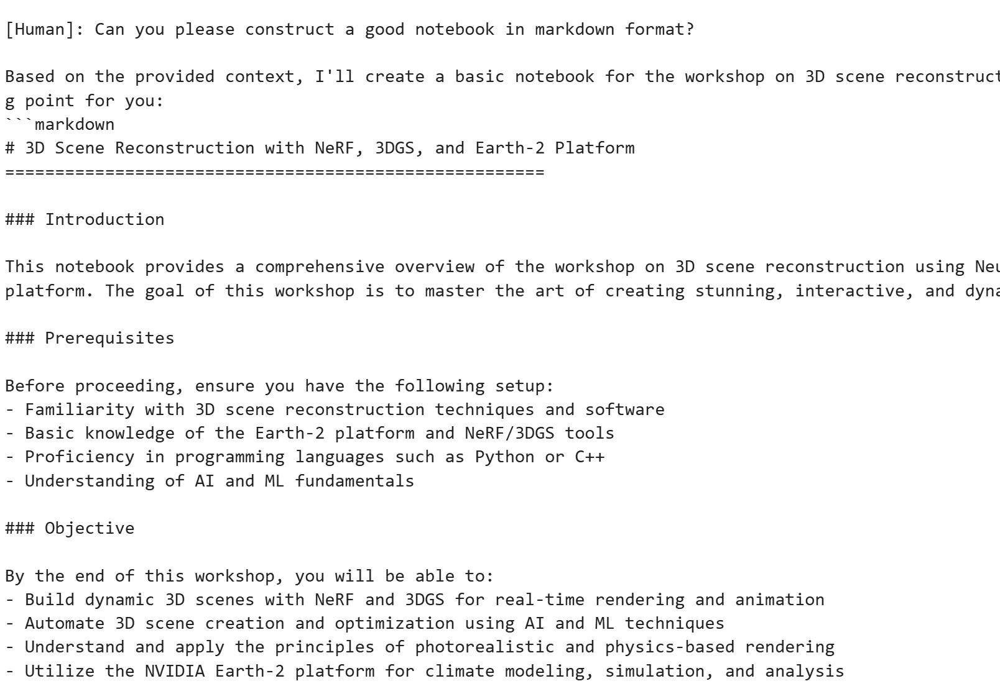 [Human]: Can you please construct a good notebook in markdown format?
Based on the provided context, I'll create a basic notebook for the workshop on 3D scene reconstruct
g point for you:
```markdown
# 3D Scene Reconstruction with NeRF, 3DGS, and Earth-2 Platform
======================================================
### Introduction
This notebook provides a comprehensive overview of the workshop on 3D scene reconstruction using Neu
platform. The goal of this workshop is to master the art of creating stunning, interactive, and dyna
### Prerequisites
Before proceeding, ensure you have the following setup:
- Familiarity with 3D scene reconstruction techniques and software
- Basic knowledge of the Earth-2 platform and NeRF/3DGS tools
- Proficiency in programming languages such as Python or C++
- Understanding of AI and ML fundamentals
### Objective
By the end of this workshop, you will be able to:
- Build dynamic 3D scenes with NeRF and 3DGS for real-time rendering and animation
- Automate 3D scene creation and optimization using AI and ML techniques
- Understand and apply the principles of photorealistic and physics-based rendering
- Utilize the NVIDIA Earth-2 platform for climate modeling, simulation, and analysis